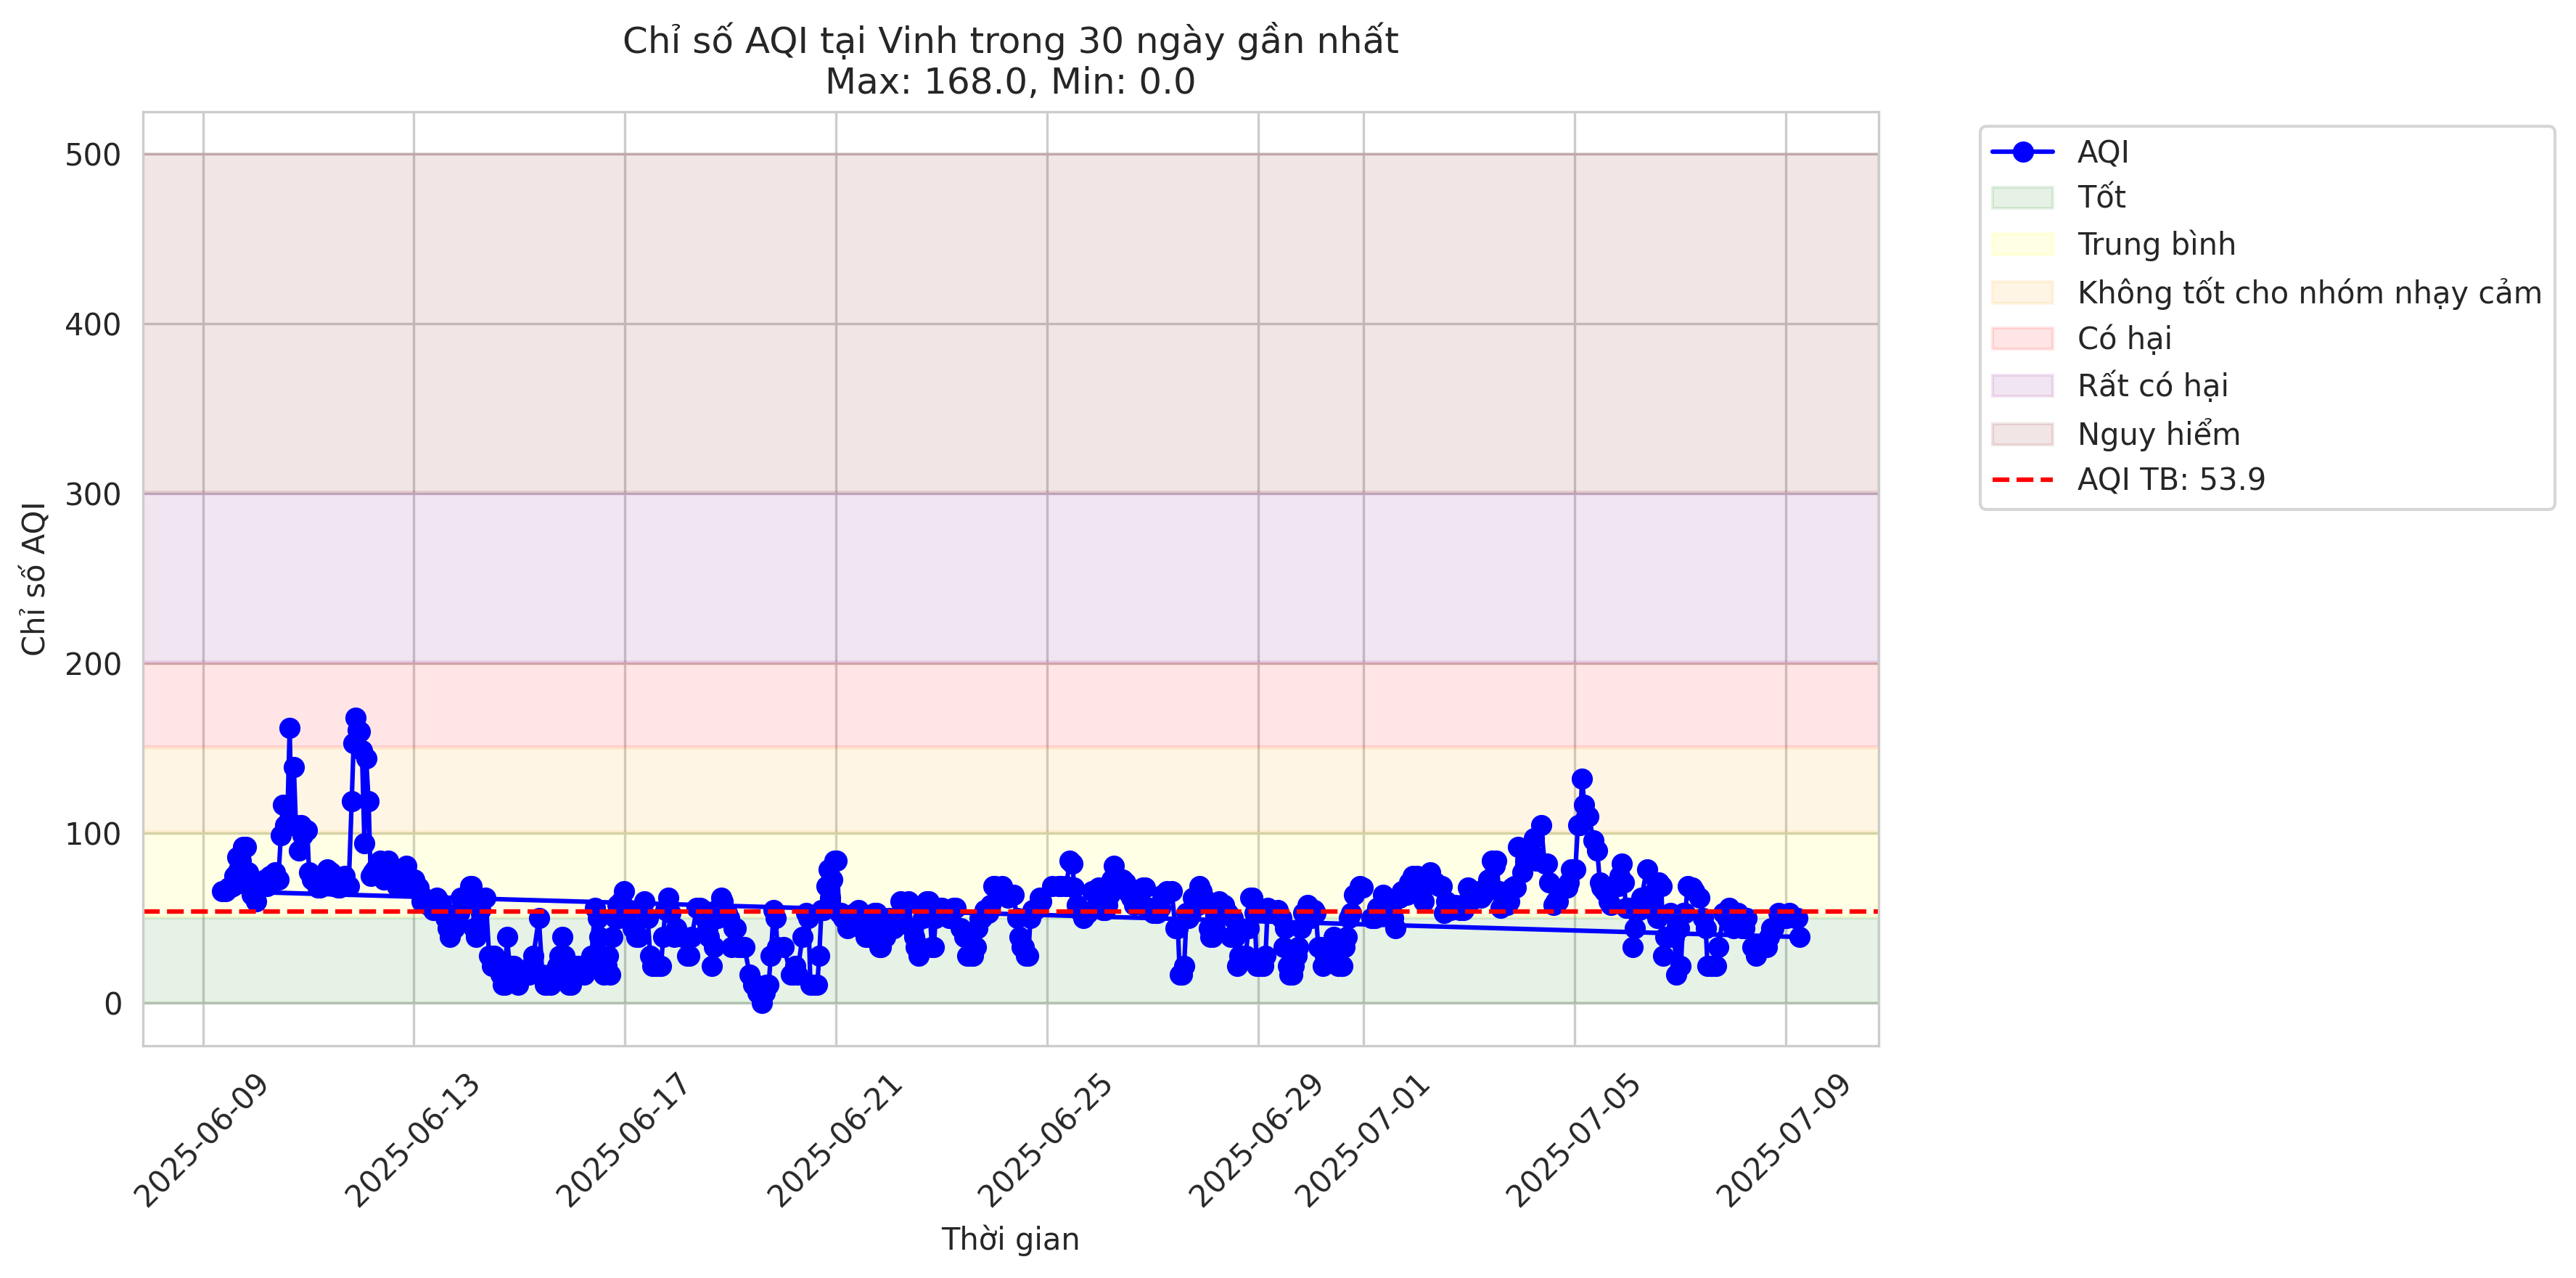 Chỉ số AQI tại Vinh trong 30 ngày gần nhất
Max: 168.0, Min: 0.0
Chỉ số AQI
500
400
300
200
100
0
2025-06-09
2025-06-13
2025-06-17
2025-06-21
2025-06-25
2025-06-29
2025-07-01
2025-07-05
2025-07-09
Thời gian
AQI
Tốt
Trung bình
Không tốt cho nhóm nhạy cảm
Có hại
Rất có hại
Nguy hiểm
AQI TB: 53.9